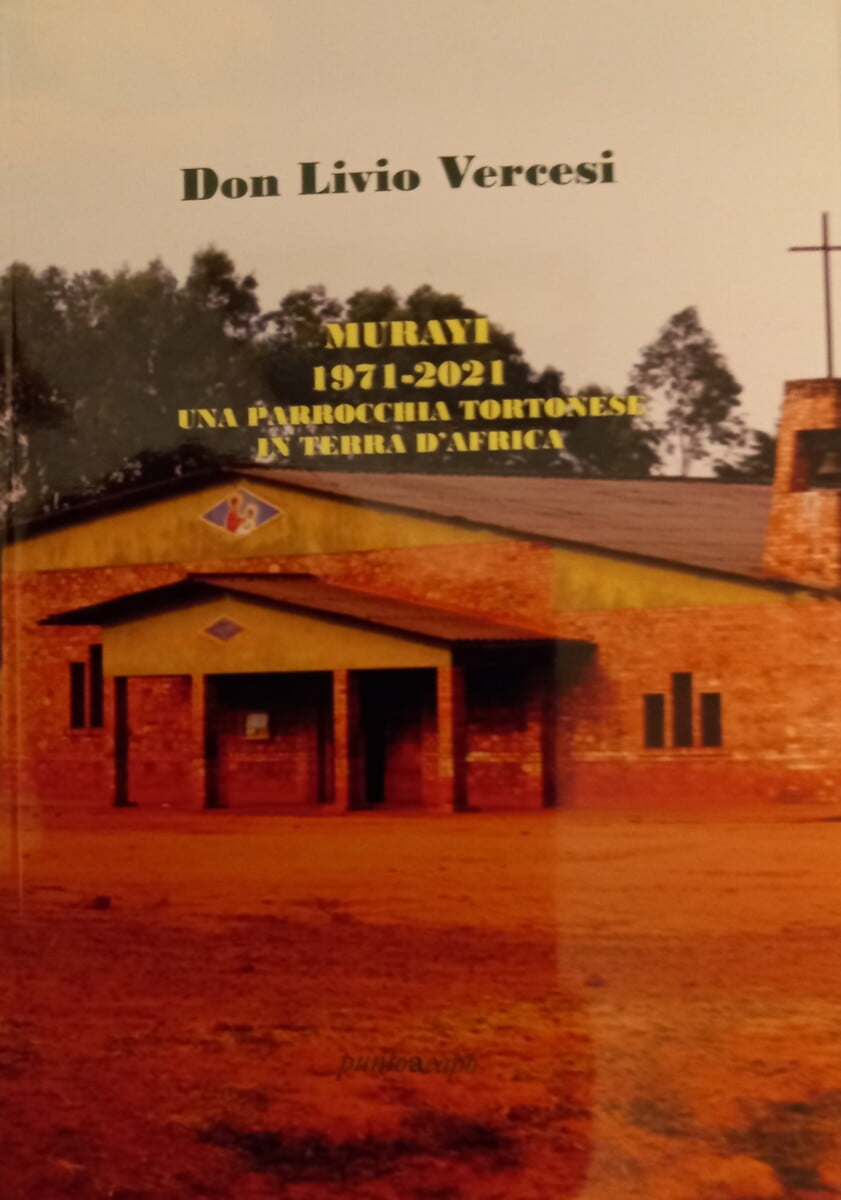 Don Livio Vercesi
MURAYI
1971-2021
UNA PARROCCHIA TORTONESE
IN TERRA D'AFRICA
puntoacapo